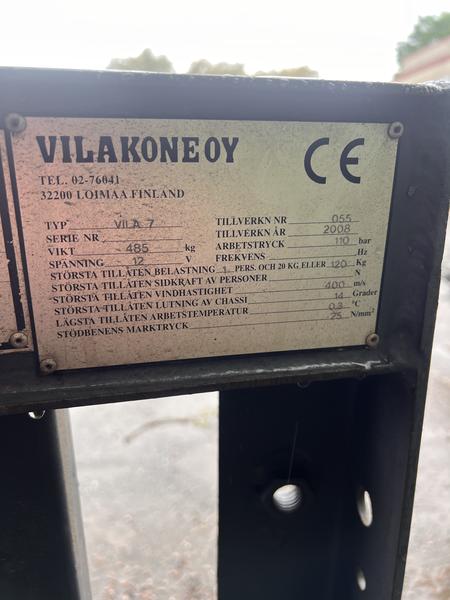 VILAKONE OY
CE
TEL. 02-76041
32200 LOIMAA FINLAND
TYP VILA 7 TILLVERKN NR 055
SERIE NR TILLVERKN ÅR 2008
VIKT 485 kg ARBETSTRYCK 110 bar
SPÄNNING 12 V FREKVENS Hz
STÖRSTA TILLÅTEN BELASTNING 1 PERS. OCH 20 KG ELLER 120 Kg
STÖRSTA TILLÅTEN SIDKRAFT AV PERSONER 400 N
STÖRSTA TILLÅTEN VINDHASTIGHET 14 m/s
STÖRSTA TILLÅTEN LUTNING AV CHASSI 0,3 Grader
LÄGSTA TILLÅTEN ARBETSTEMPERATUR °C
STÖDBENENS MARKTRYCK 25 N/mm²